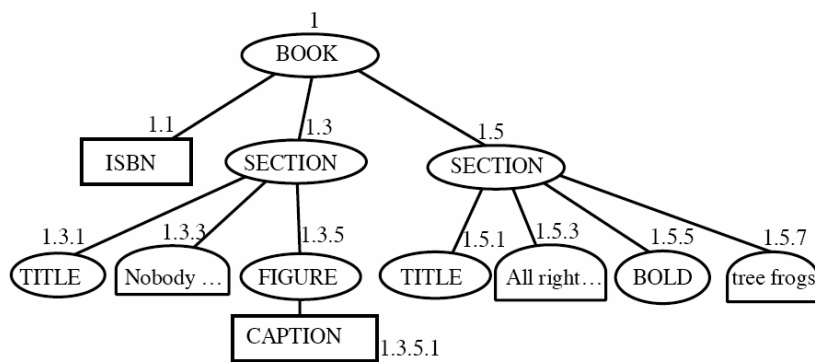 1
BOOK
1.1 1.3 1.5
ISBN SECTION SECTION
1.3.1 1.3.3 1.3.5 1.5.1 1.5.3 1.5.5 1.5.7
TITLE Nobody … FIGURE TITLE All right… BOLD tree frogs
CAPTION 1.3.5.1